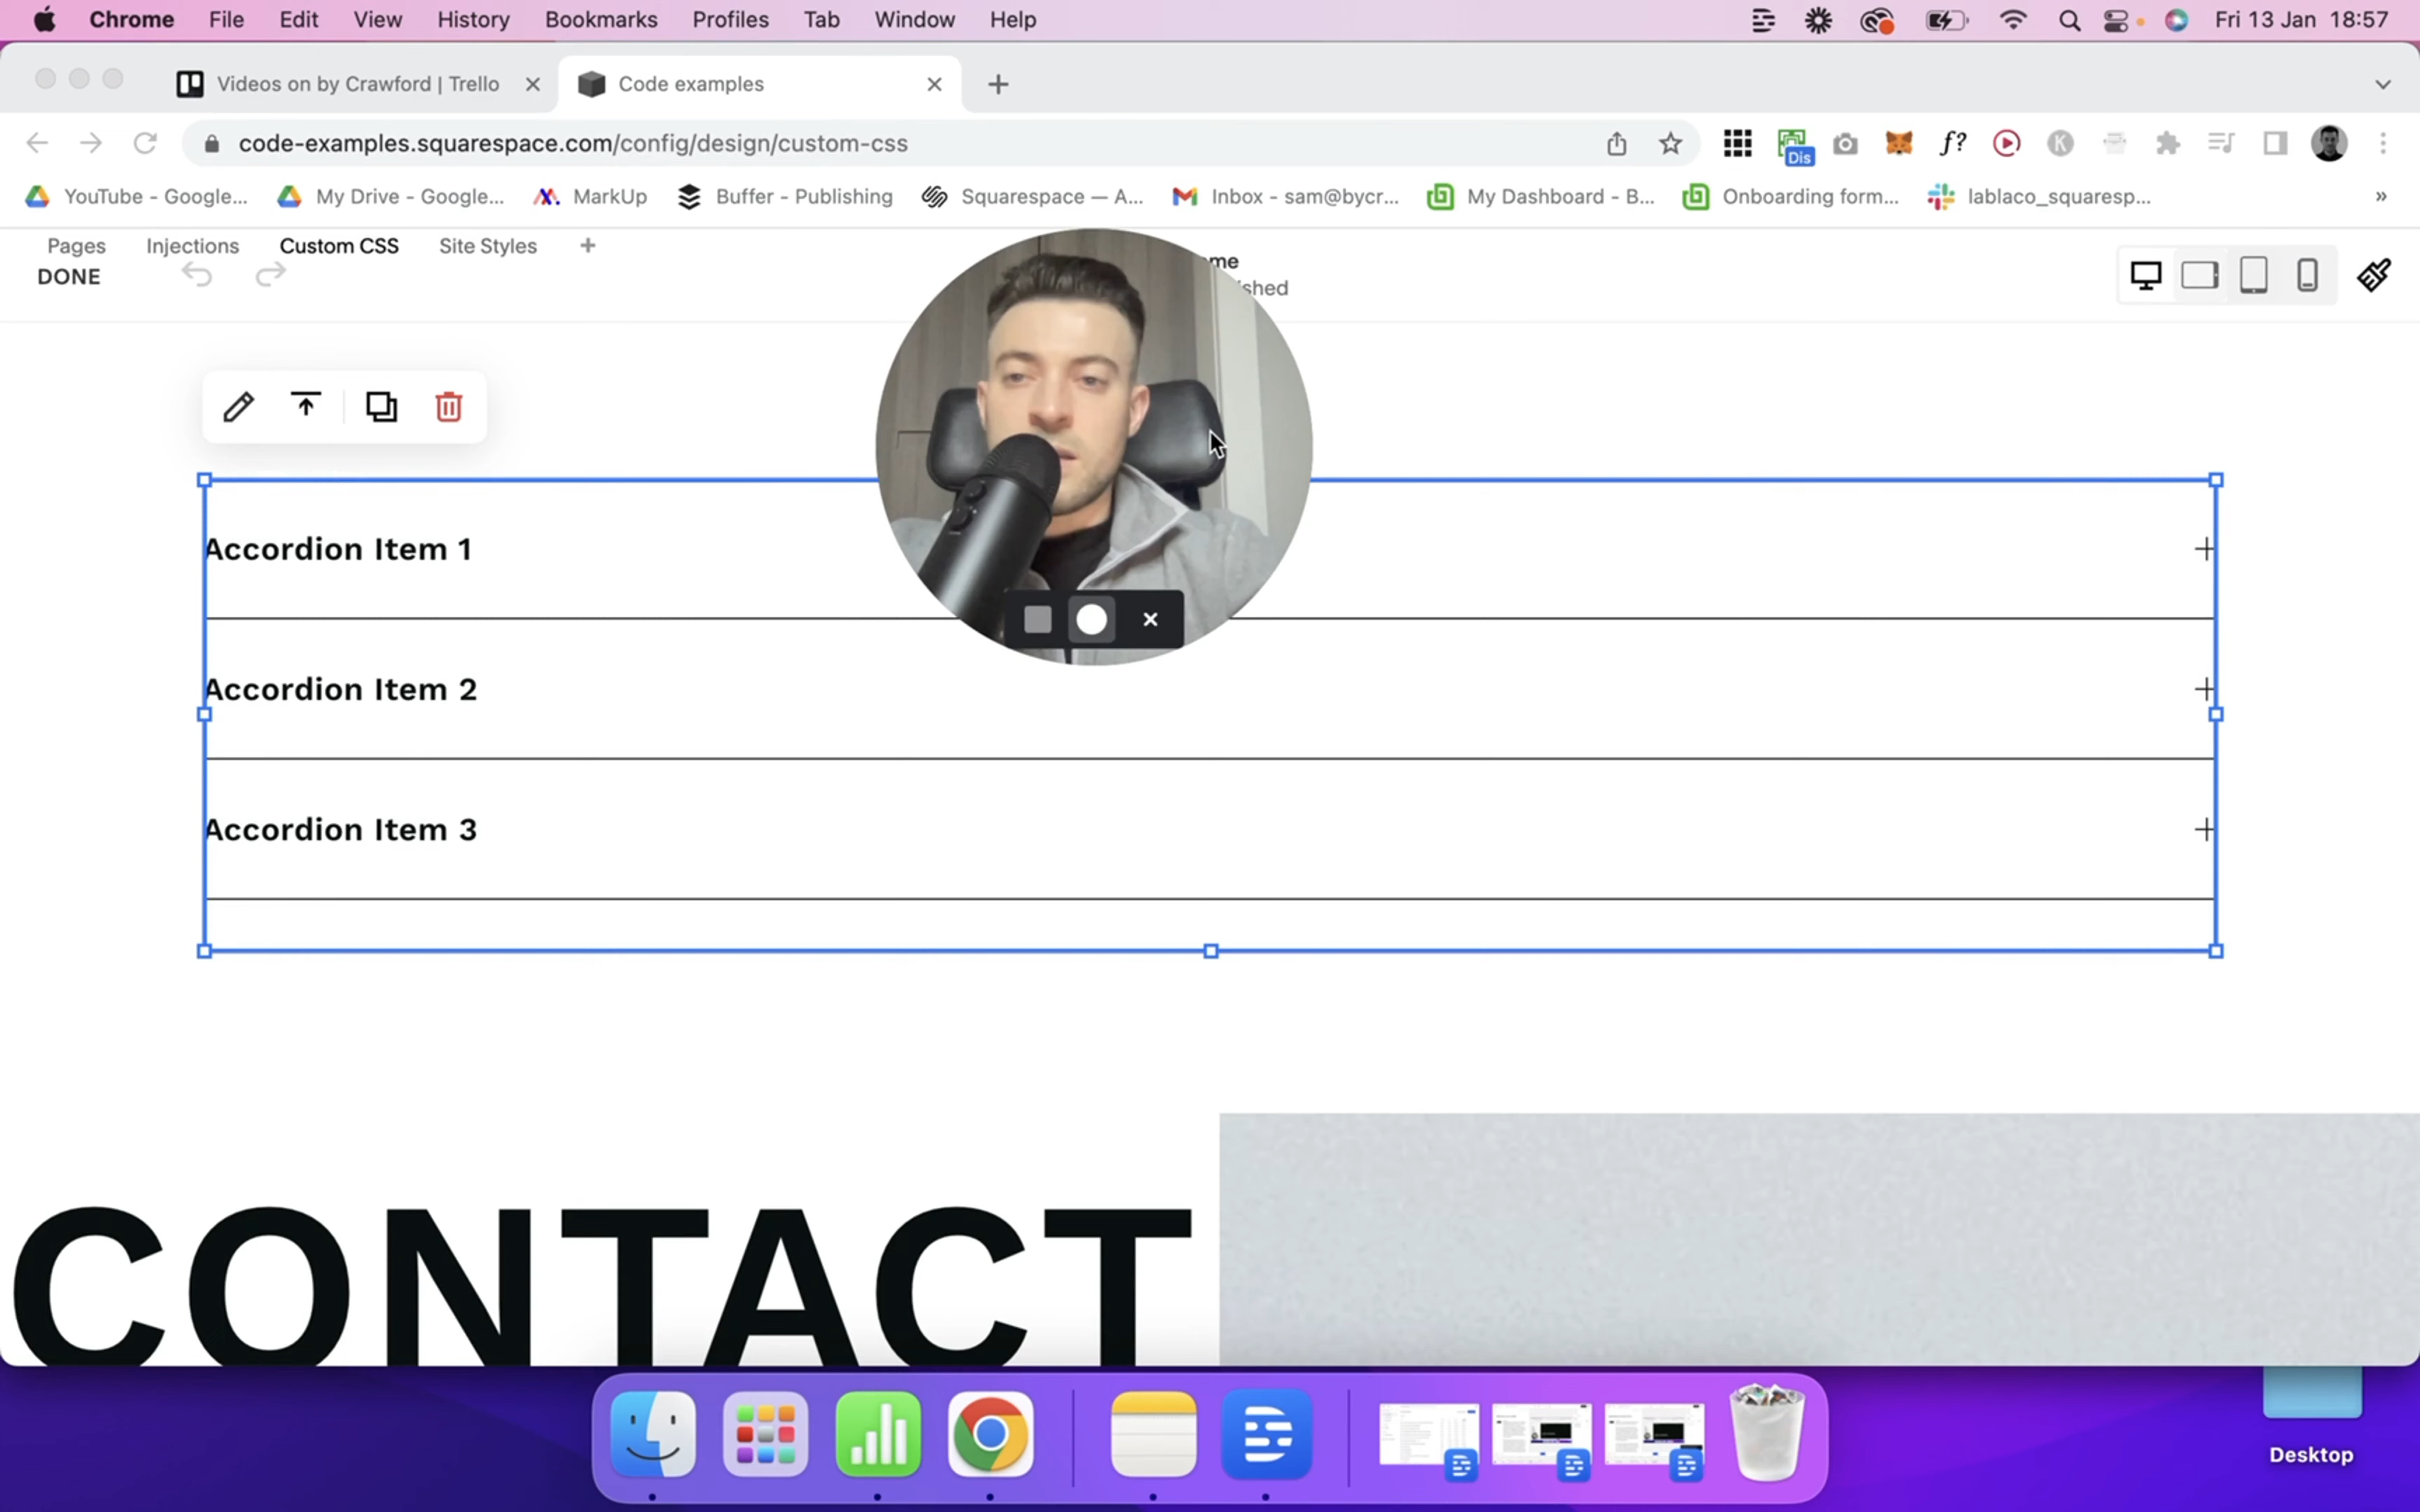 Chrome File Edit View History Bookmarks Profiles Tab Window Help Fri 13 Jan 18:57
Videos on by Crawford | Trello Code examples
code-examples.squarespace.com/config/design/custom-css f? Dis K
YouTube - Google... My Drive - Google... MarkUp Buffer - Publishing Squarespace — A... Inbox - sam@bycr... My Dashboard - B... Onboarding form... lablaco_squaresp... »
Pages Injections Custom CSS Site Styles +
me
DONE
shed
Accordion Item 1
Accordion Item 2
Accordion Item 3
CONTACT
Desktop